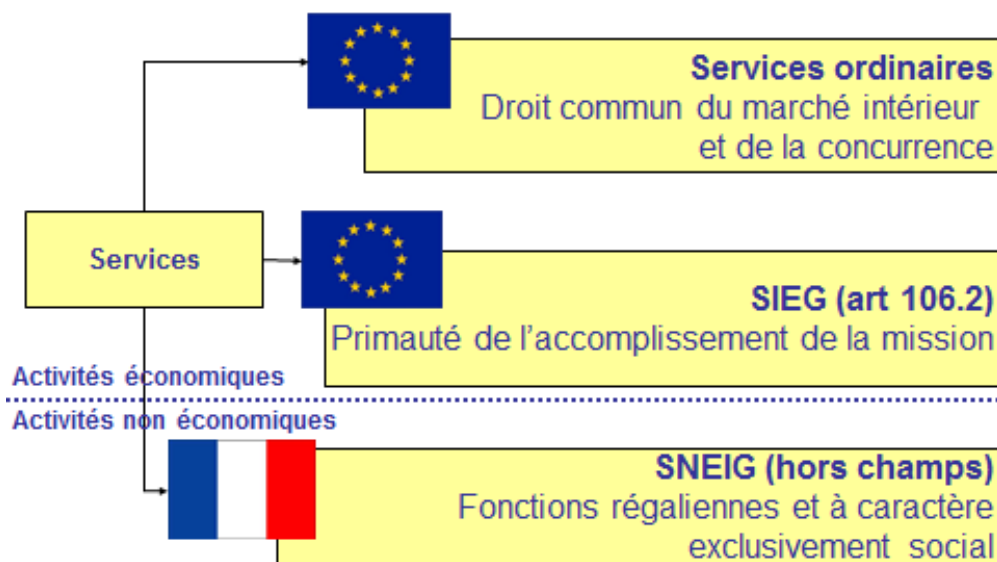 Services ordinaires
Droit commun du marché intérieur
et de la concurrence
Services
SIEG (art 106.2)
Primauté de l'accomplissement de la mission
Activités économiques
Activités non économiques
SNEIG (hors champs)
Fonctions régaliennes et à caractère
exclusivement social